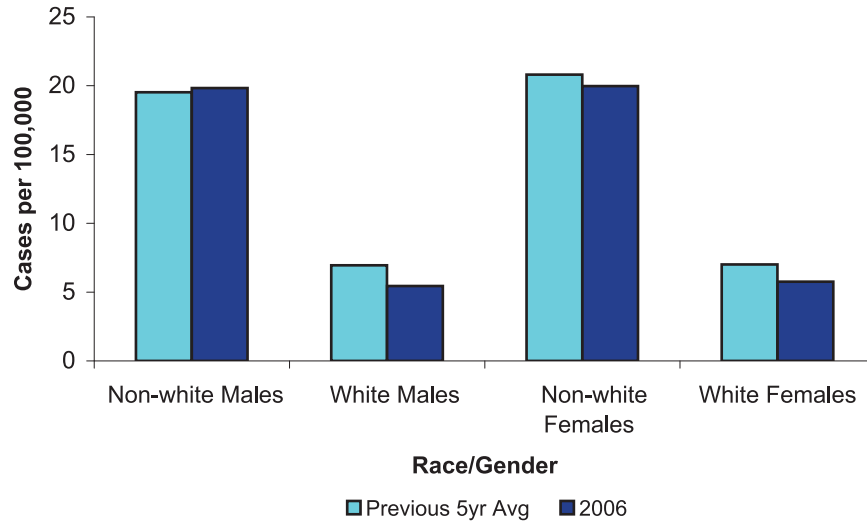 25
20
15
10
5
0
Cases per 100,000
Non-white Males White Males Non-white Females White Females
Race/Gender
Previous 5yr Avg 2006